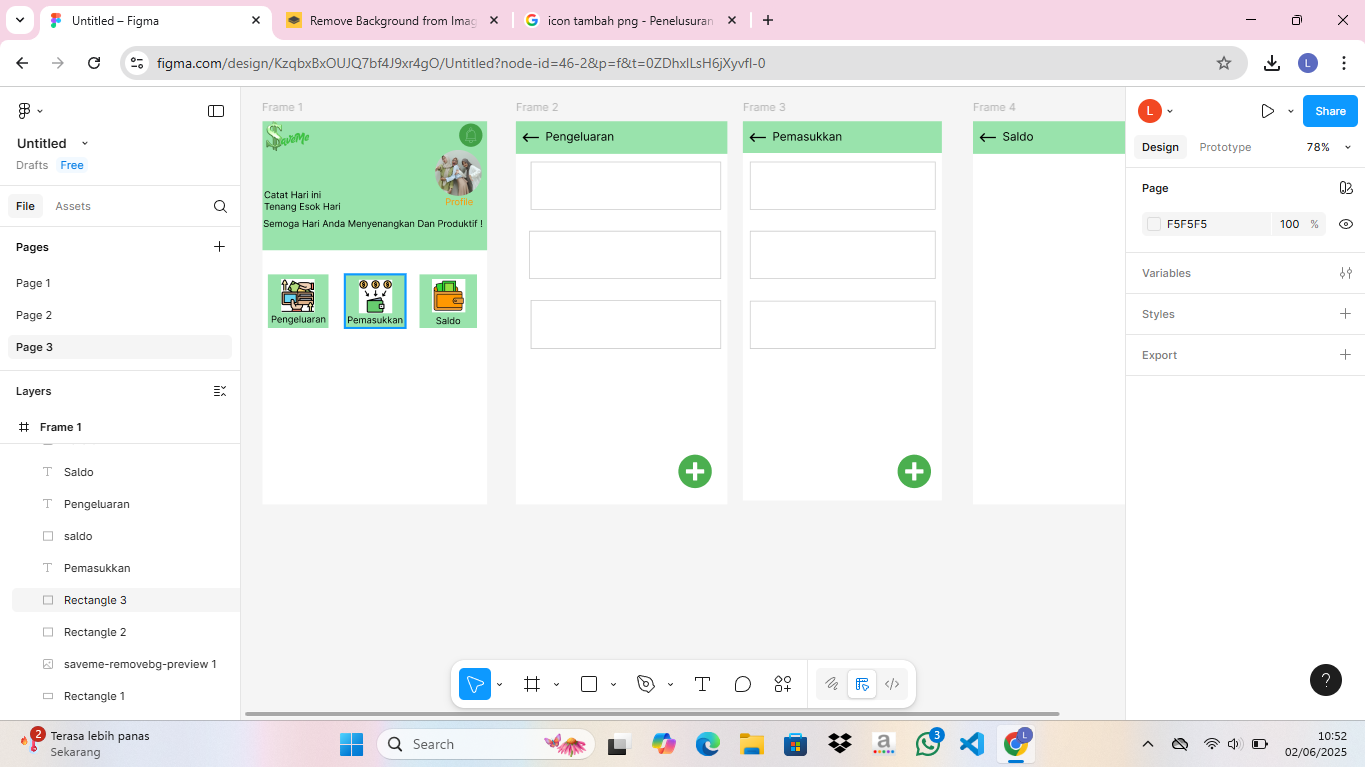 Untitled – Figma
Remove Background from Imag
icon tambah png - Penelusuran
figma.com/design/KzqbxBxOUJQ7bf4J9xr4gO/Untitled?node-id=46-2&p=f&t=0ZDhxlLsH6jXyvfl-0
L
Untitled
Drafts Free
File Assets
Pages
Page 1
Page 2
Page 3
Layers
Frame 1
Saldo
Pengeluaran
saldo
Pemasukkan
Rectangle 3
Rectangle 2
saveme-removebg-preview 1
Rectangle 1
Frame 1
SaveMe
Profile
Catat Hari ini
Tenang Esok Hari
Semoga Hari Anda Menyenangkan Dan Produktif !
Pengeluaran
Pemasukkan
Saldo
Frame 2
Pengeluaran
Frame 3
Pemasukkan
Frame 4
Saldo
L
Share
Design Prototype 78%
Page
F5F5F5 100 %
Variables
Styles
Export
?
2
Terasa lebih panas
Sekarang
Search
a
3
L
10:52
02/06/2025